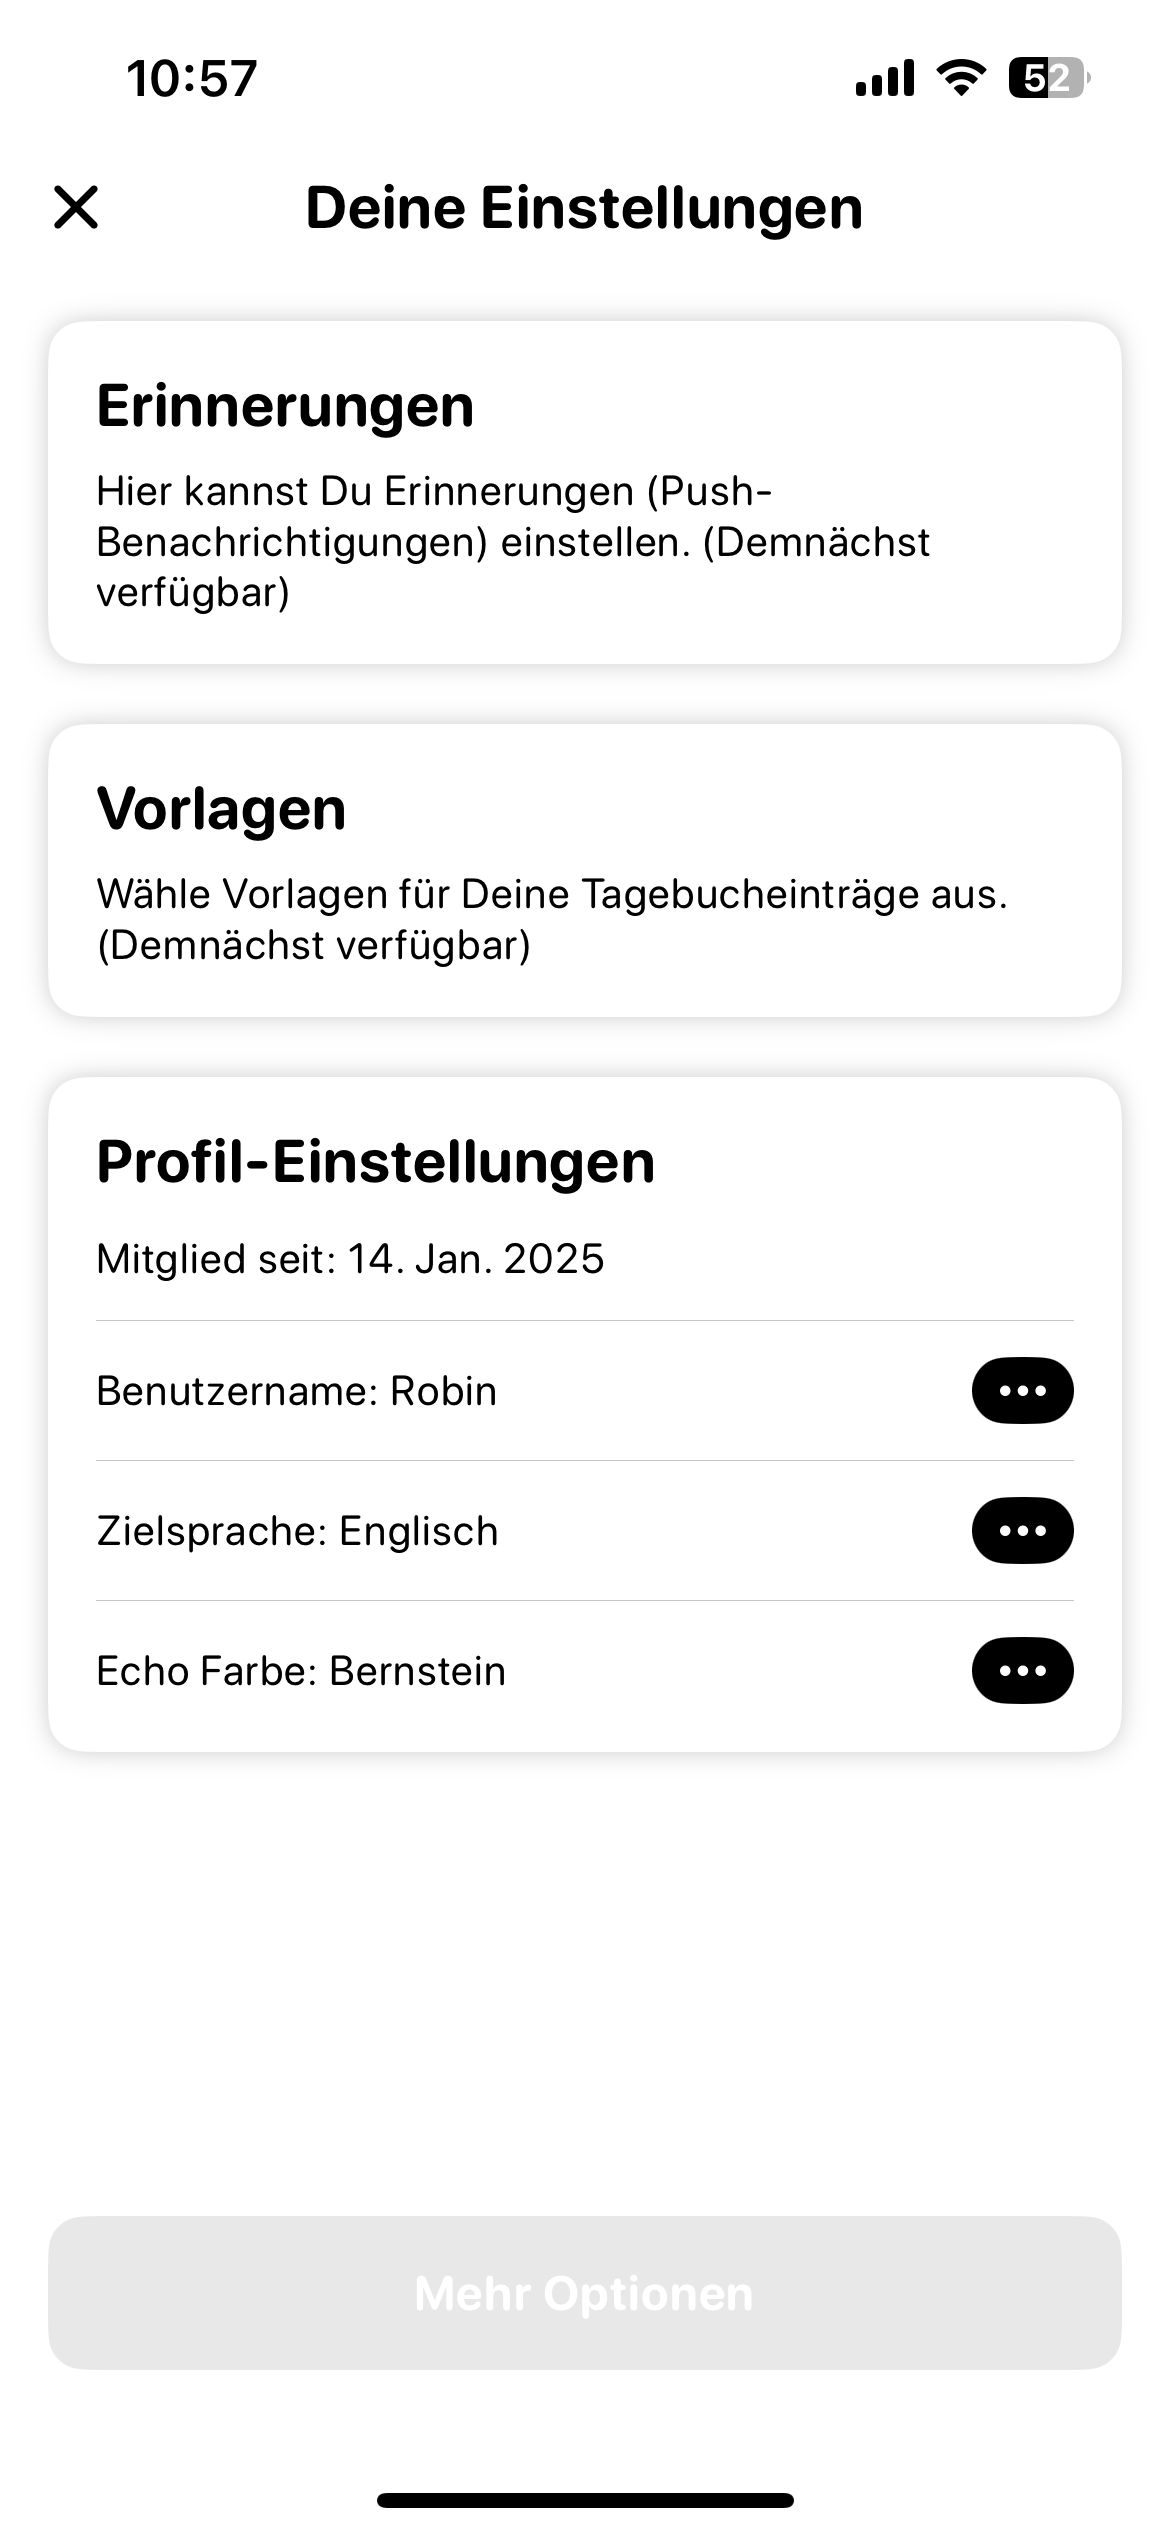 10:57
52
Deine Einstellungen
Erinnerungen
Hier kannst Du Erinnerungen (Push-
Benachrichtigungen) einstellen. (Demnächst
verfügbar)
Vorlagen
Wähle Vorlagen für Deine Tagebucheinträge aus.
(Demnächst verfügbar)
Profil-Einstellungen
Mitglied seit: 14. Jan. 2025
Benutzername: Robin
Zielsprache: Englisch
Echo Farbe: Bernstein
Mehr Optionen